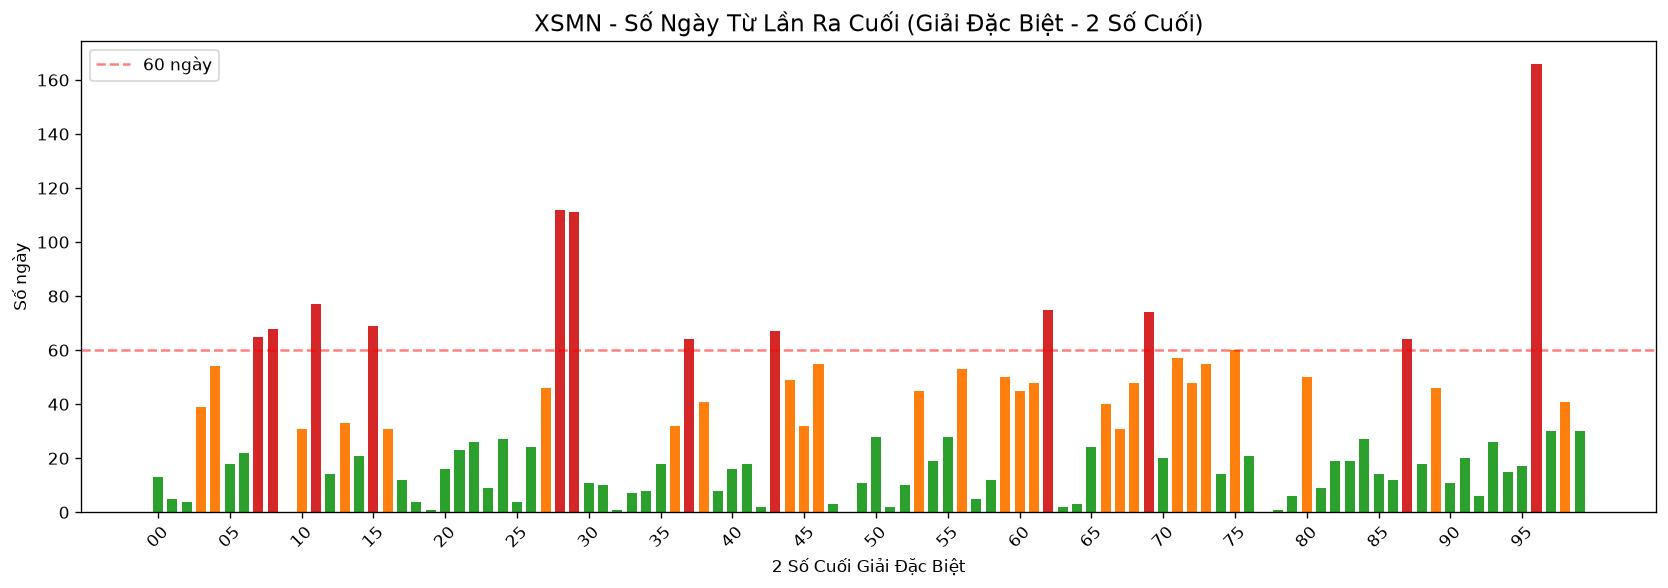 XSMN - Số Ngày Từ Lần Ra Cuối (Giải Đặc Biệt - 2 Số Cuối)
60 ngày
Số ngày
160
140
120
100
80
60
40
20
0
00 05 10 15 20 25 30 35 40 45 50 55 60 65 70 75 80 85 90 95
2 Số Cuối Giải Đặc Biệt